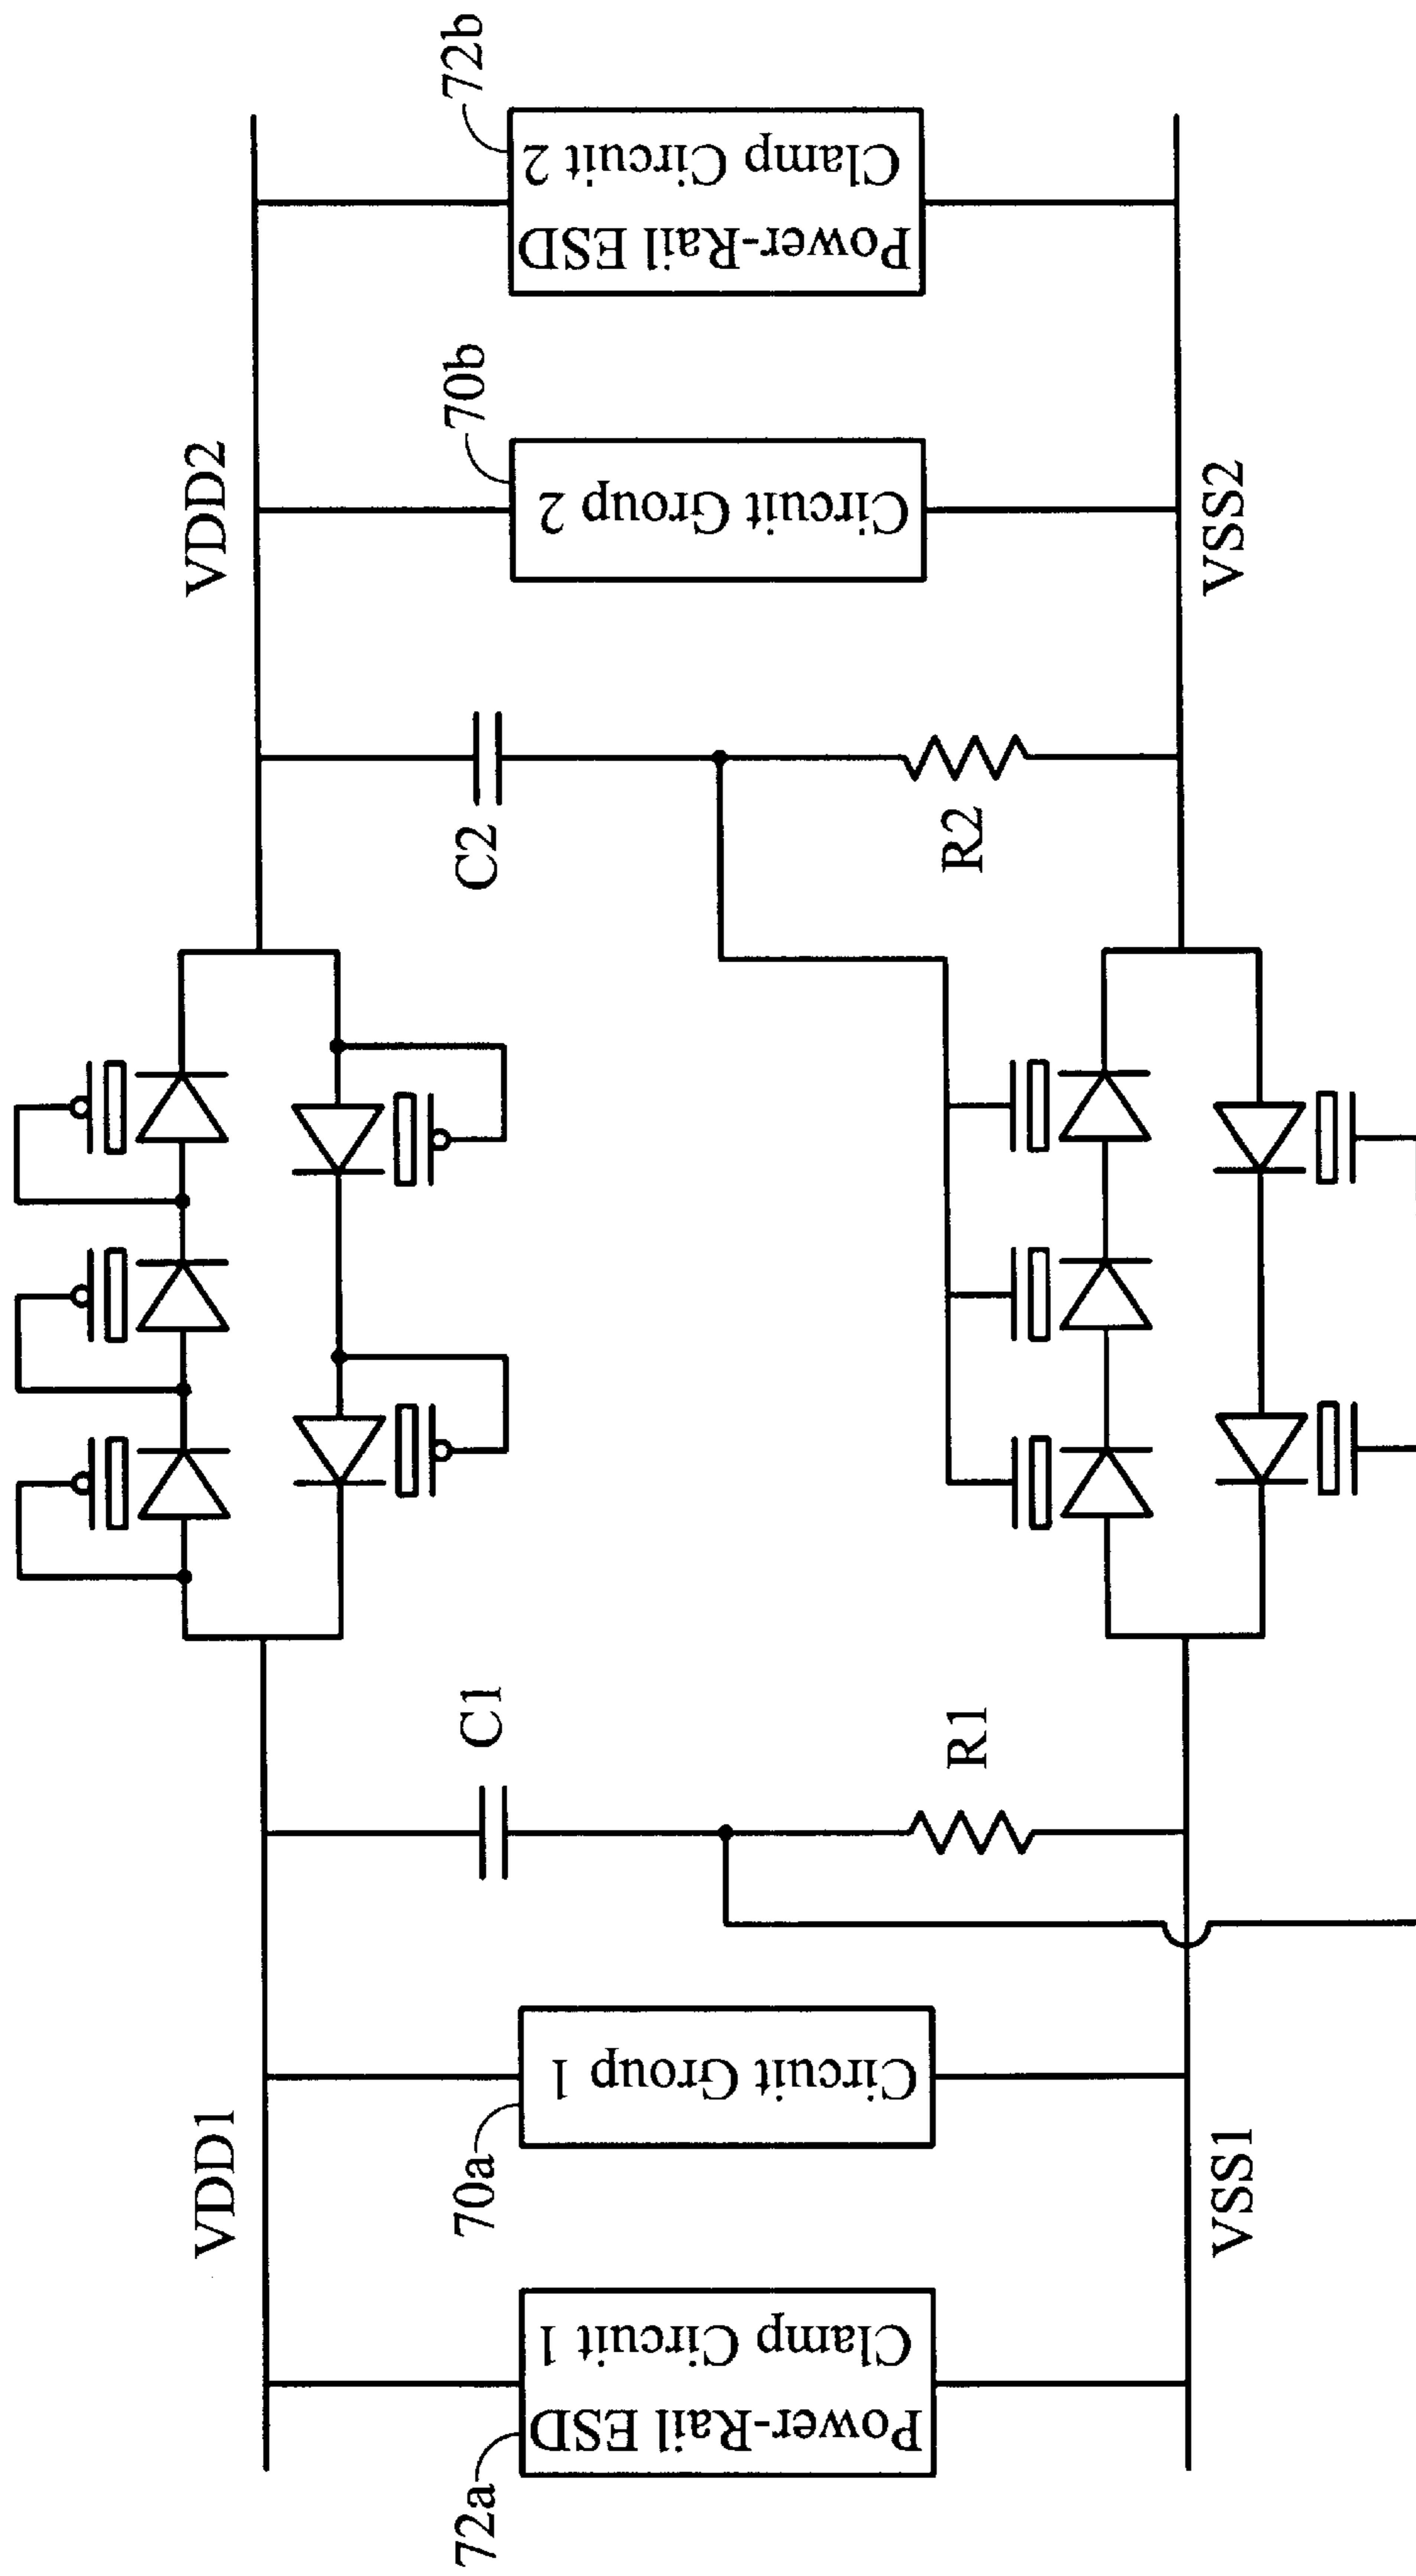 VDD1
VDD2
72a
Power-Rail ESD
Clamp Circuit 1
70a
Circuit Group 1
C1
R1
C2
R2
70b
Circuit Group 2
72b
Power-Rail ESD
Clamp Circuit 2
VSS1
VSS2